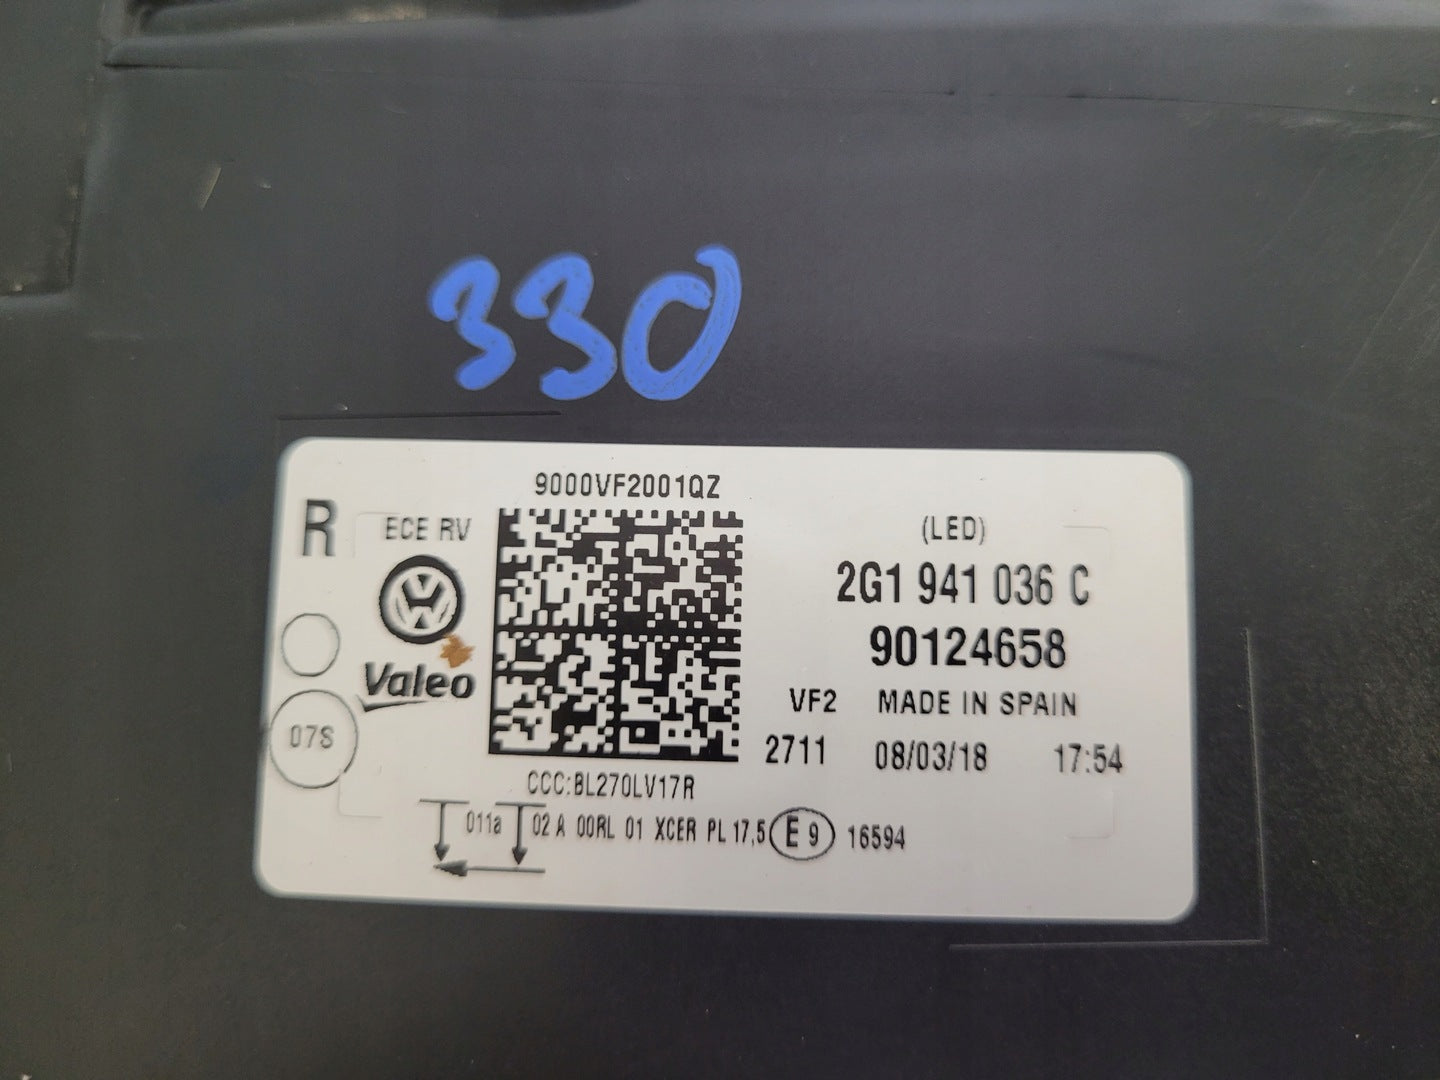 330
9000VF2001QZ
R
ECE RV
(LED)
2G1 941 036 C
90124658
Valeo
VF2 MADE IN SPAIN
07S
2711 08/03/18 17:54
CCC:BL270LV17R
011a 02 A 00RL 01 XCER PL 17,5 E9 16594